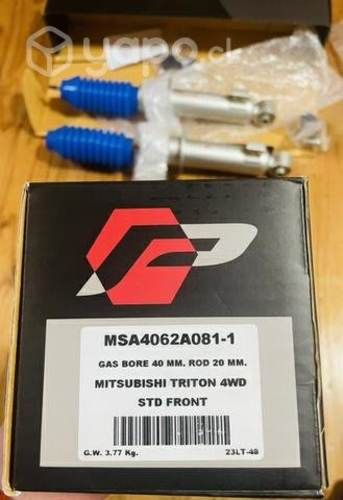 yapo.cl
MSA4062A081-1
GAS BORE 40 MM. ROD 20 MM.
MITSUBISHI TRITON 4WD
STD FRONT
G.W. 3.77 Kg.
23LT-48